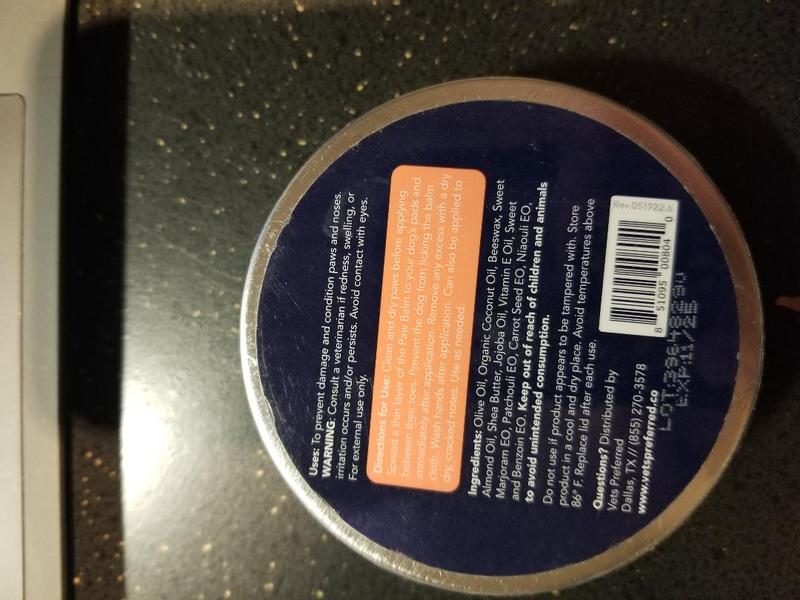 Uses: To prevent damage and condition paws and noses.
WARNING: Consult a veterinarian if redness, swelling, or
irritation occurs and/or persists. Avoid contact with eyes.
For external use only.
Directions for Use: Clean and dry paws before applying.
Spread a thin layer of the Paw Balm to your dog's pads and
between their toes. Prevent the dog from licking the balm
immediately after application. Remove any excess with a dry
cloth. Wash hands after application. Can also be applied to
dry, cracked noses. Use as needed.
Ingredients: Olive Oil, Organic Coconut Oil, Beeswax, Sweet
Almond Oil, Shea Butter, Jojoba Oil, Vitamin E Oil, Sweet
Marjoram EO, Patchouli EO, Carrot Seed EO, Niaouli EO,
and Benzoin EO. Keep out of reach of children and animals
to avoid unintended consumption.
Do not use if product appears to be tampered with. Store
product in a cool and dry place. Avoid temperatures above
86° F. Replace lid after each use.
Questions? Distributed by
Vets Preferred
Dallas, TX // (855) 270-3578
www.vetspreferred.co
Rev.051922.6
8 51095 00804 0
EXP:11/25